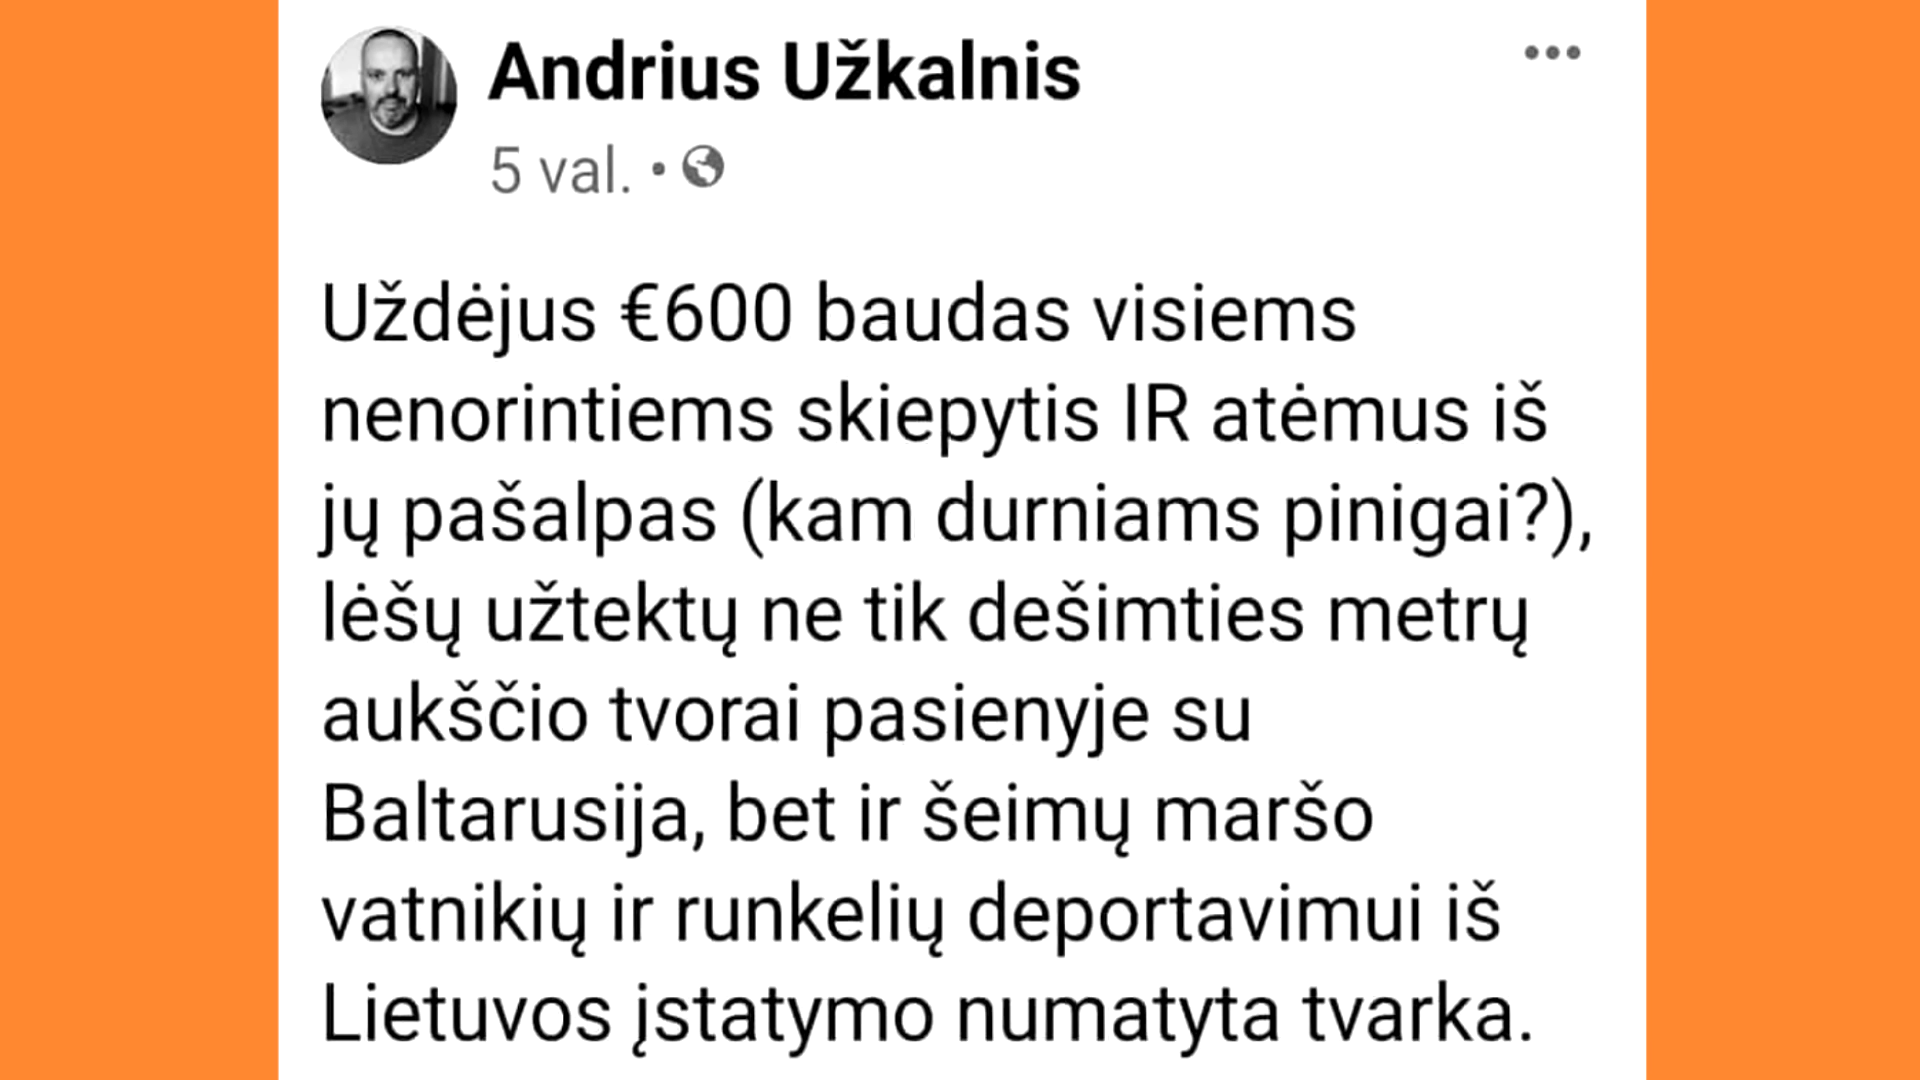 Andrius Užkalnis
5 val. •
Uždėjus €600 baudas visiems
nenorintiems skiepytis IR atėmus iš
jų pašalpas (kam durniams pinigai?),
lėšų užtektų ne tik dešimties metrų
aukščio tvorai pasienyje su
Baltarusija, bet ir šeimų maršo
vatnikių ir runkelių deportavimui iš
Lietuvos įstatymo numatyta tvarka.